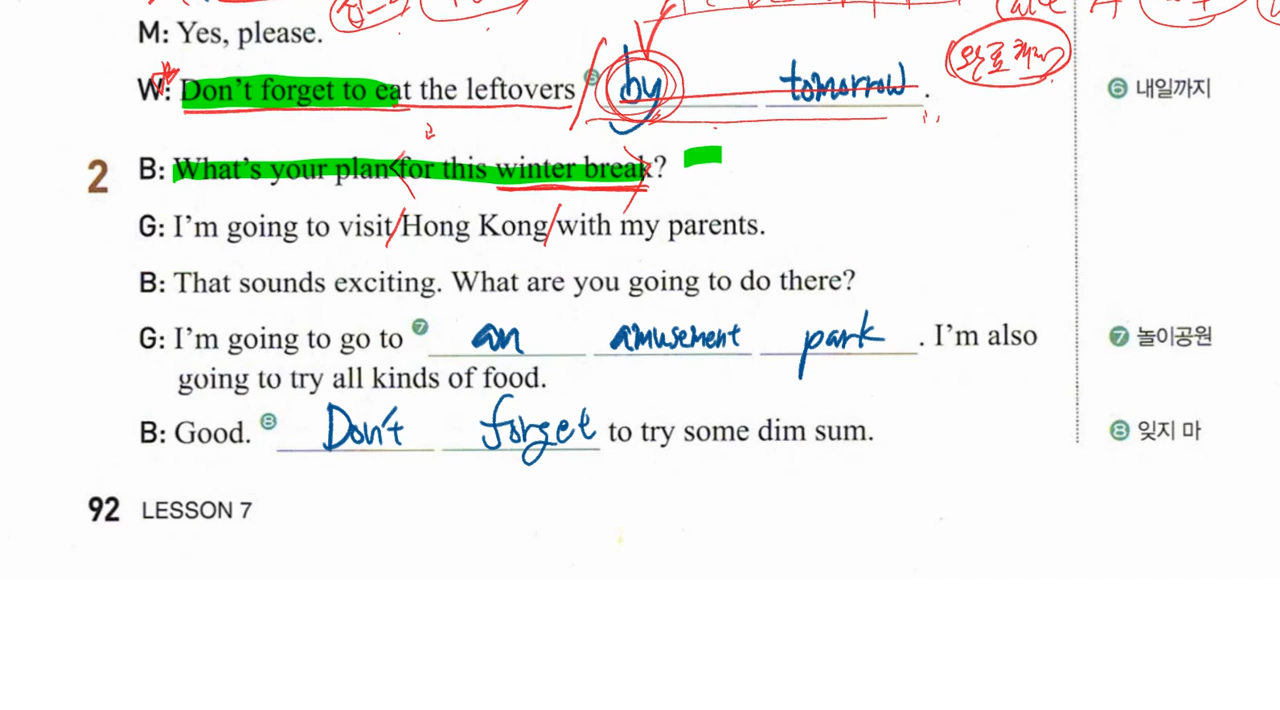 M: Yes, please.
W: Don't forget to eat the leftovers ⑥ by tomorrow. ⑥ 내일까지
2 B: What's your plan for this winter break?
G: I'm going to visit Hong Kong with my parents.
B: That sounds exciting. What are you going to do there?
G: I'm going to go to ⑦ an amusement park. I'm also ⑦ 놀이공원
going to try all kinds of food.
B: Good. ⑧ Don't forget to try some dim sum. ⑧ 잊지 마
92 LESSON 7